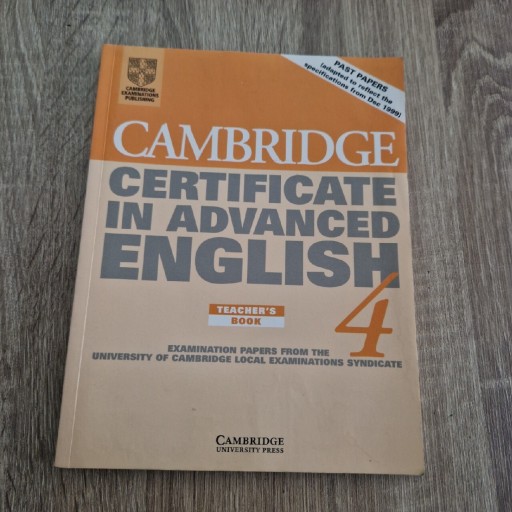 CAMBRIDGE
EXAMINATIONS
PUBLISHING
PAST PAPERS
(adapted to reflect the
specifications from Dec 1999)
CAMBRIDGE
CERTIFICATE
IN ADVANCED
ENGLISH
4
TEACHER'S
BOOK
EXAMINATION PAPERS FROM THE
UNIVERSITY OF CAMBRIDGE LOCAL EXAMINATIONS SYNDICATE
CAMBRIDGE
UNIVERSITY PRESS